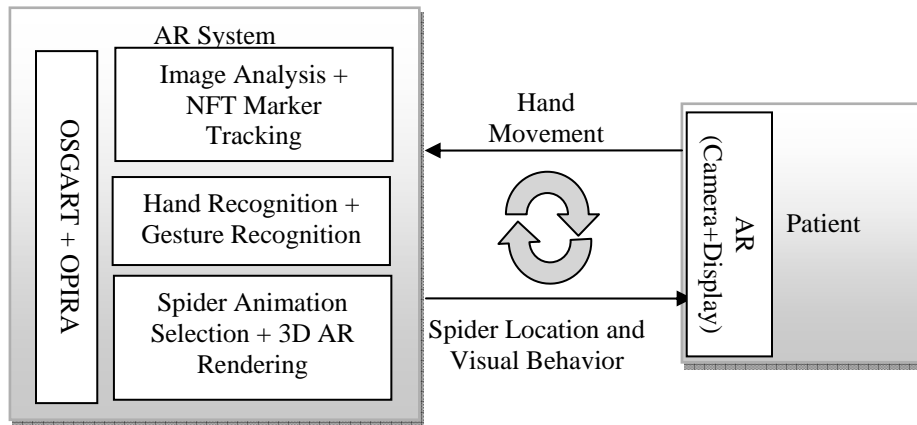 AR System
OSGART + OPIRA
Image Analysis +
NFT Marker
Tracking
Hand Recognition +
Gesture Recognition
Spider Animation
Selection + 3D AR
Rendering
Hand
Movement
Spider Location and
Visual Behavior
AR
(Camera+Display)
Patient